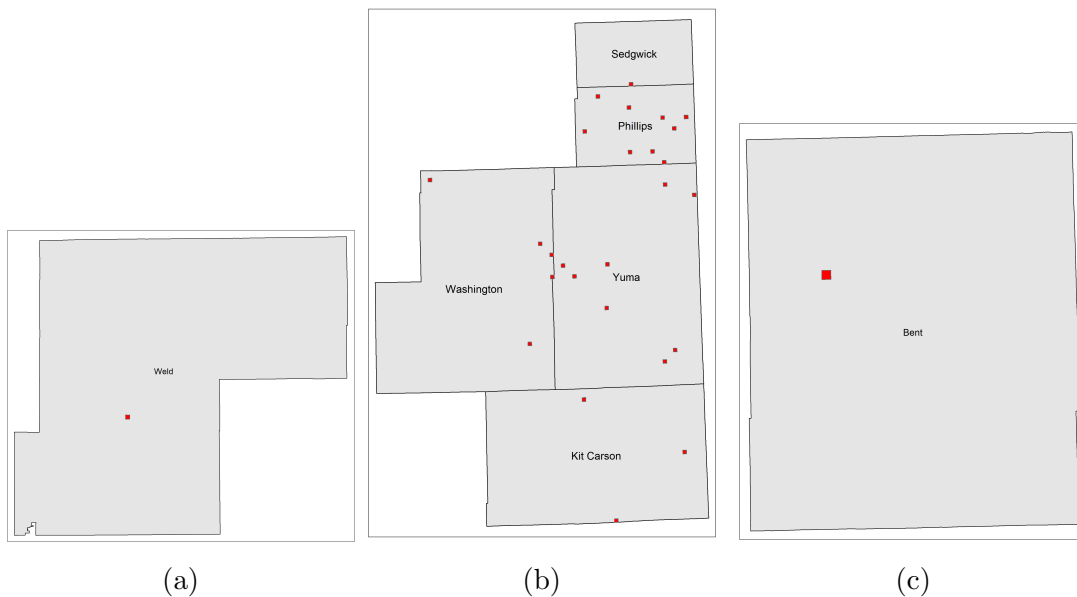 Sedgwick
Phillips
Washington
Yuma
Kit Carson
Weld
Bent
(a)
(b)
(c)